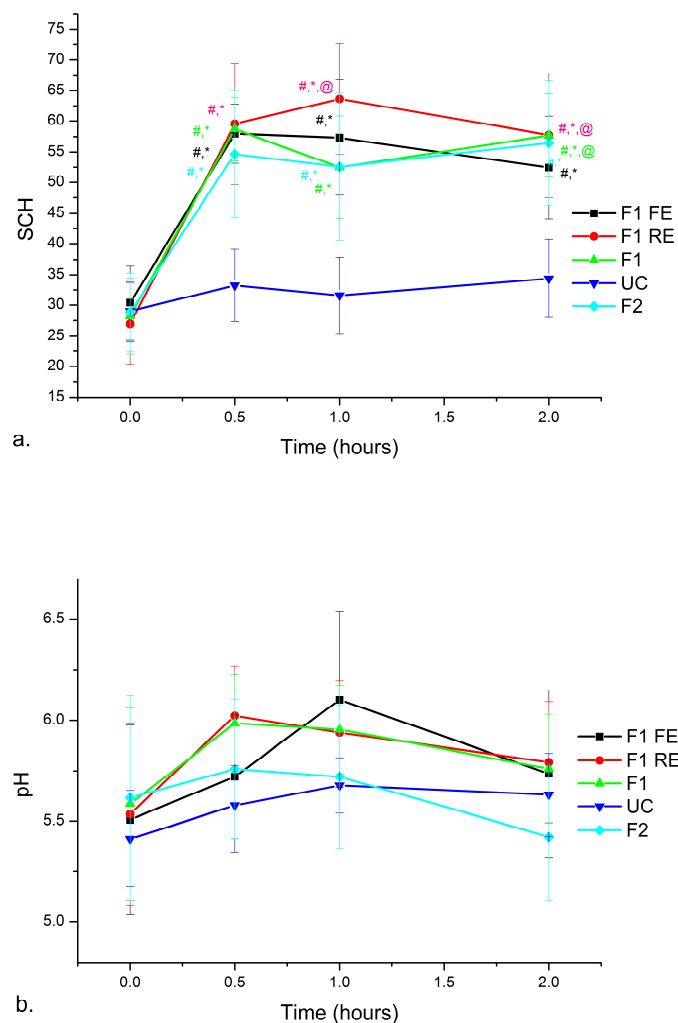 75
70
65
60
55
50
45
40
35
30
25
20
15
SCH
#,*
#,*
#,*
#,*
#,*,@
#,*
#,*
#,*
#,*,@
#,*,@
#,*
F1 FE
F1 RE
F1
UC
F2
0.0 0.5 1.0 1.5 2.0
Time (hours)
a.
6.5
6.0
5.5
5.0
pH
F1 FE
F1 RE
F1
UC
F2
0.0 0.5 1.0 1.5 2.0
Time (hours)
b.